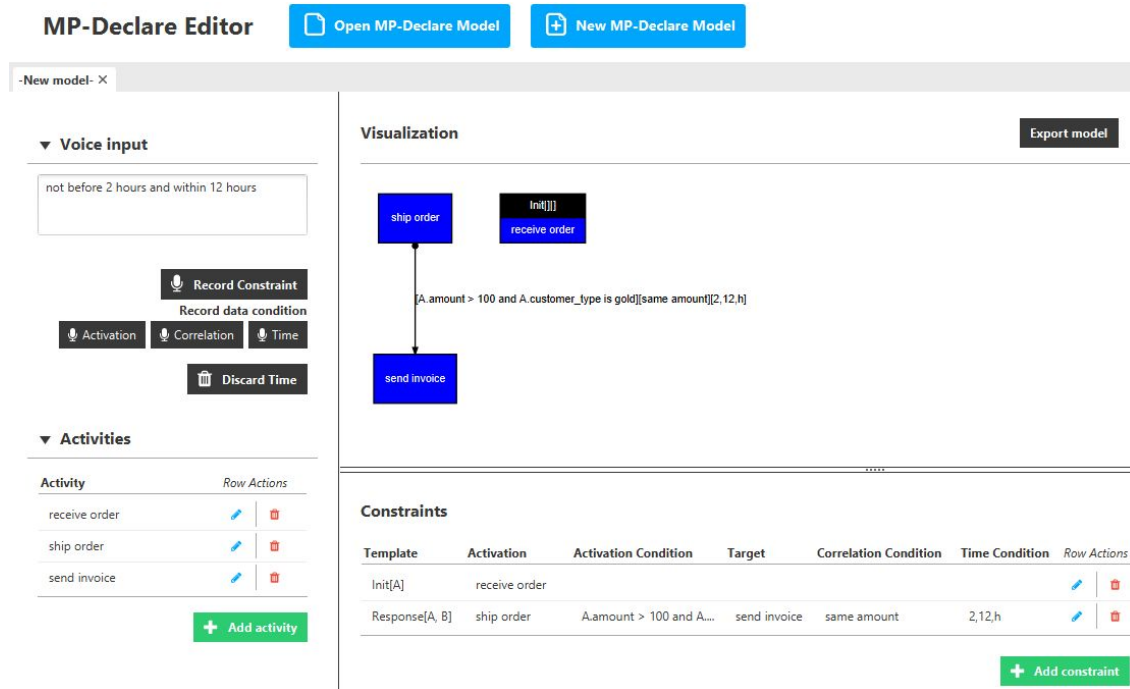 MP-Declare Editor
Open MP-Declare Model
New MP-Declare Model
-New model- ×
▼ Voice input
not before 2 hours and within 12 hours
Record Constraint
Record data condition
Activation Correlation Time
Discard Time
▼ Activities
Activity Row Actions
receive order
ship order
send invoice
Add activity
Visualization
Export model
ship order
Init[][]
receive order
[A.amount > 100 and A.customer_type is gold][same amount][2,12,h]
send invoice
Constraints
Template Activation Activation Condition Target Correlation Condition Time Condition Row Actions
Init[A] receive order
Response[A, B] ship order A.amount > 100 and A.... send invoice same amount 2,12,h
Add constraint